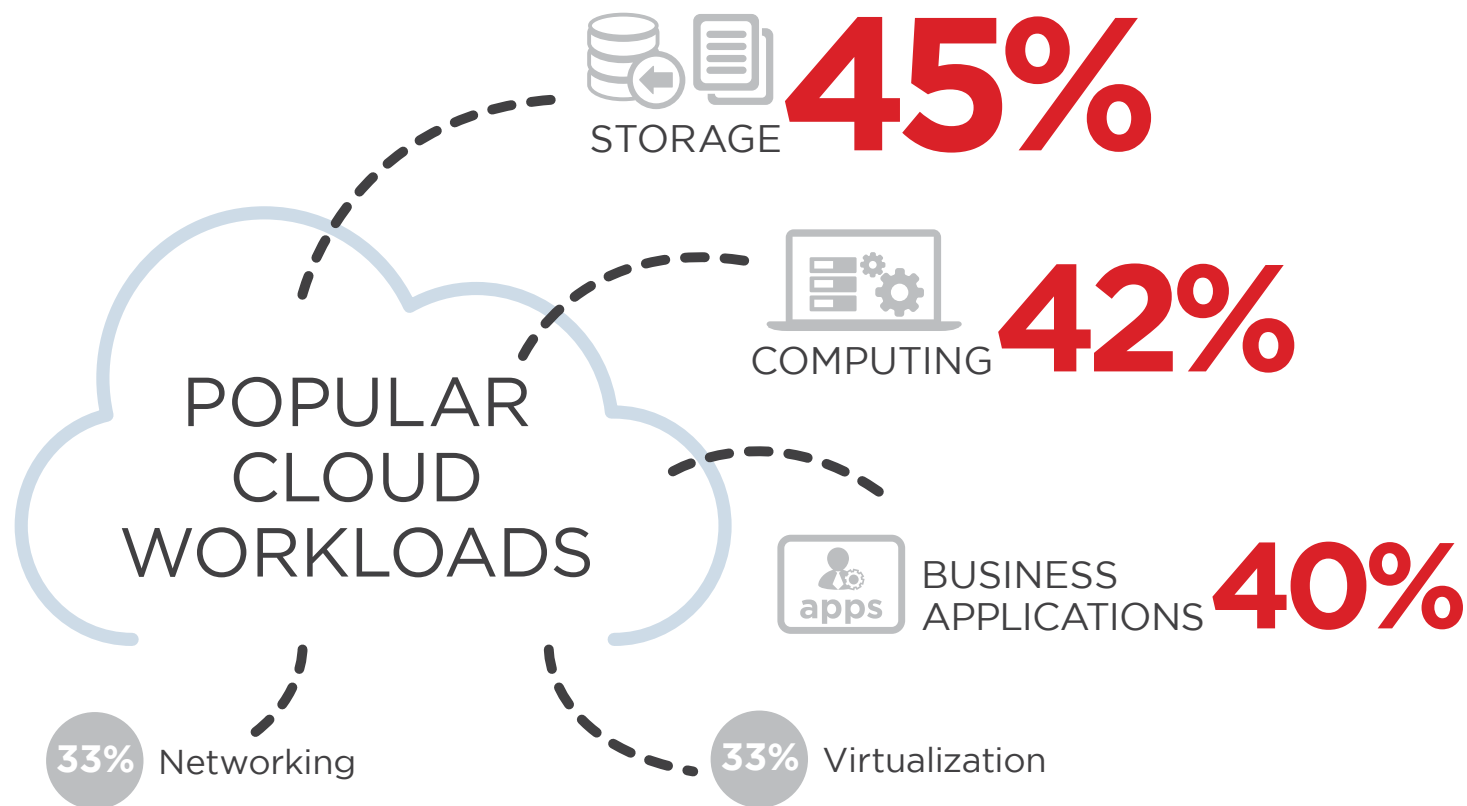 45%
STORAGE
42%
COMPUTING
POPULAR
CLOUD
WORKLOADS
apps
BUSINESS
APPLICATIONS
40%
33% Networking
33% Virtualization